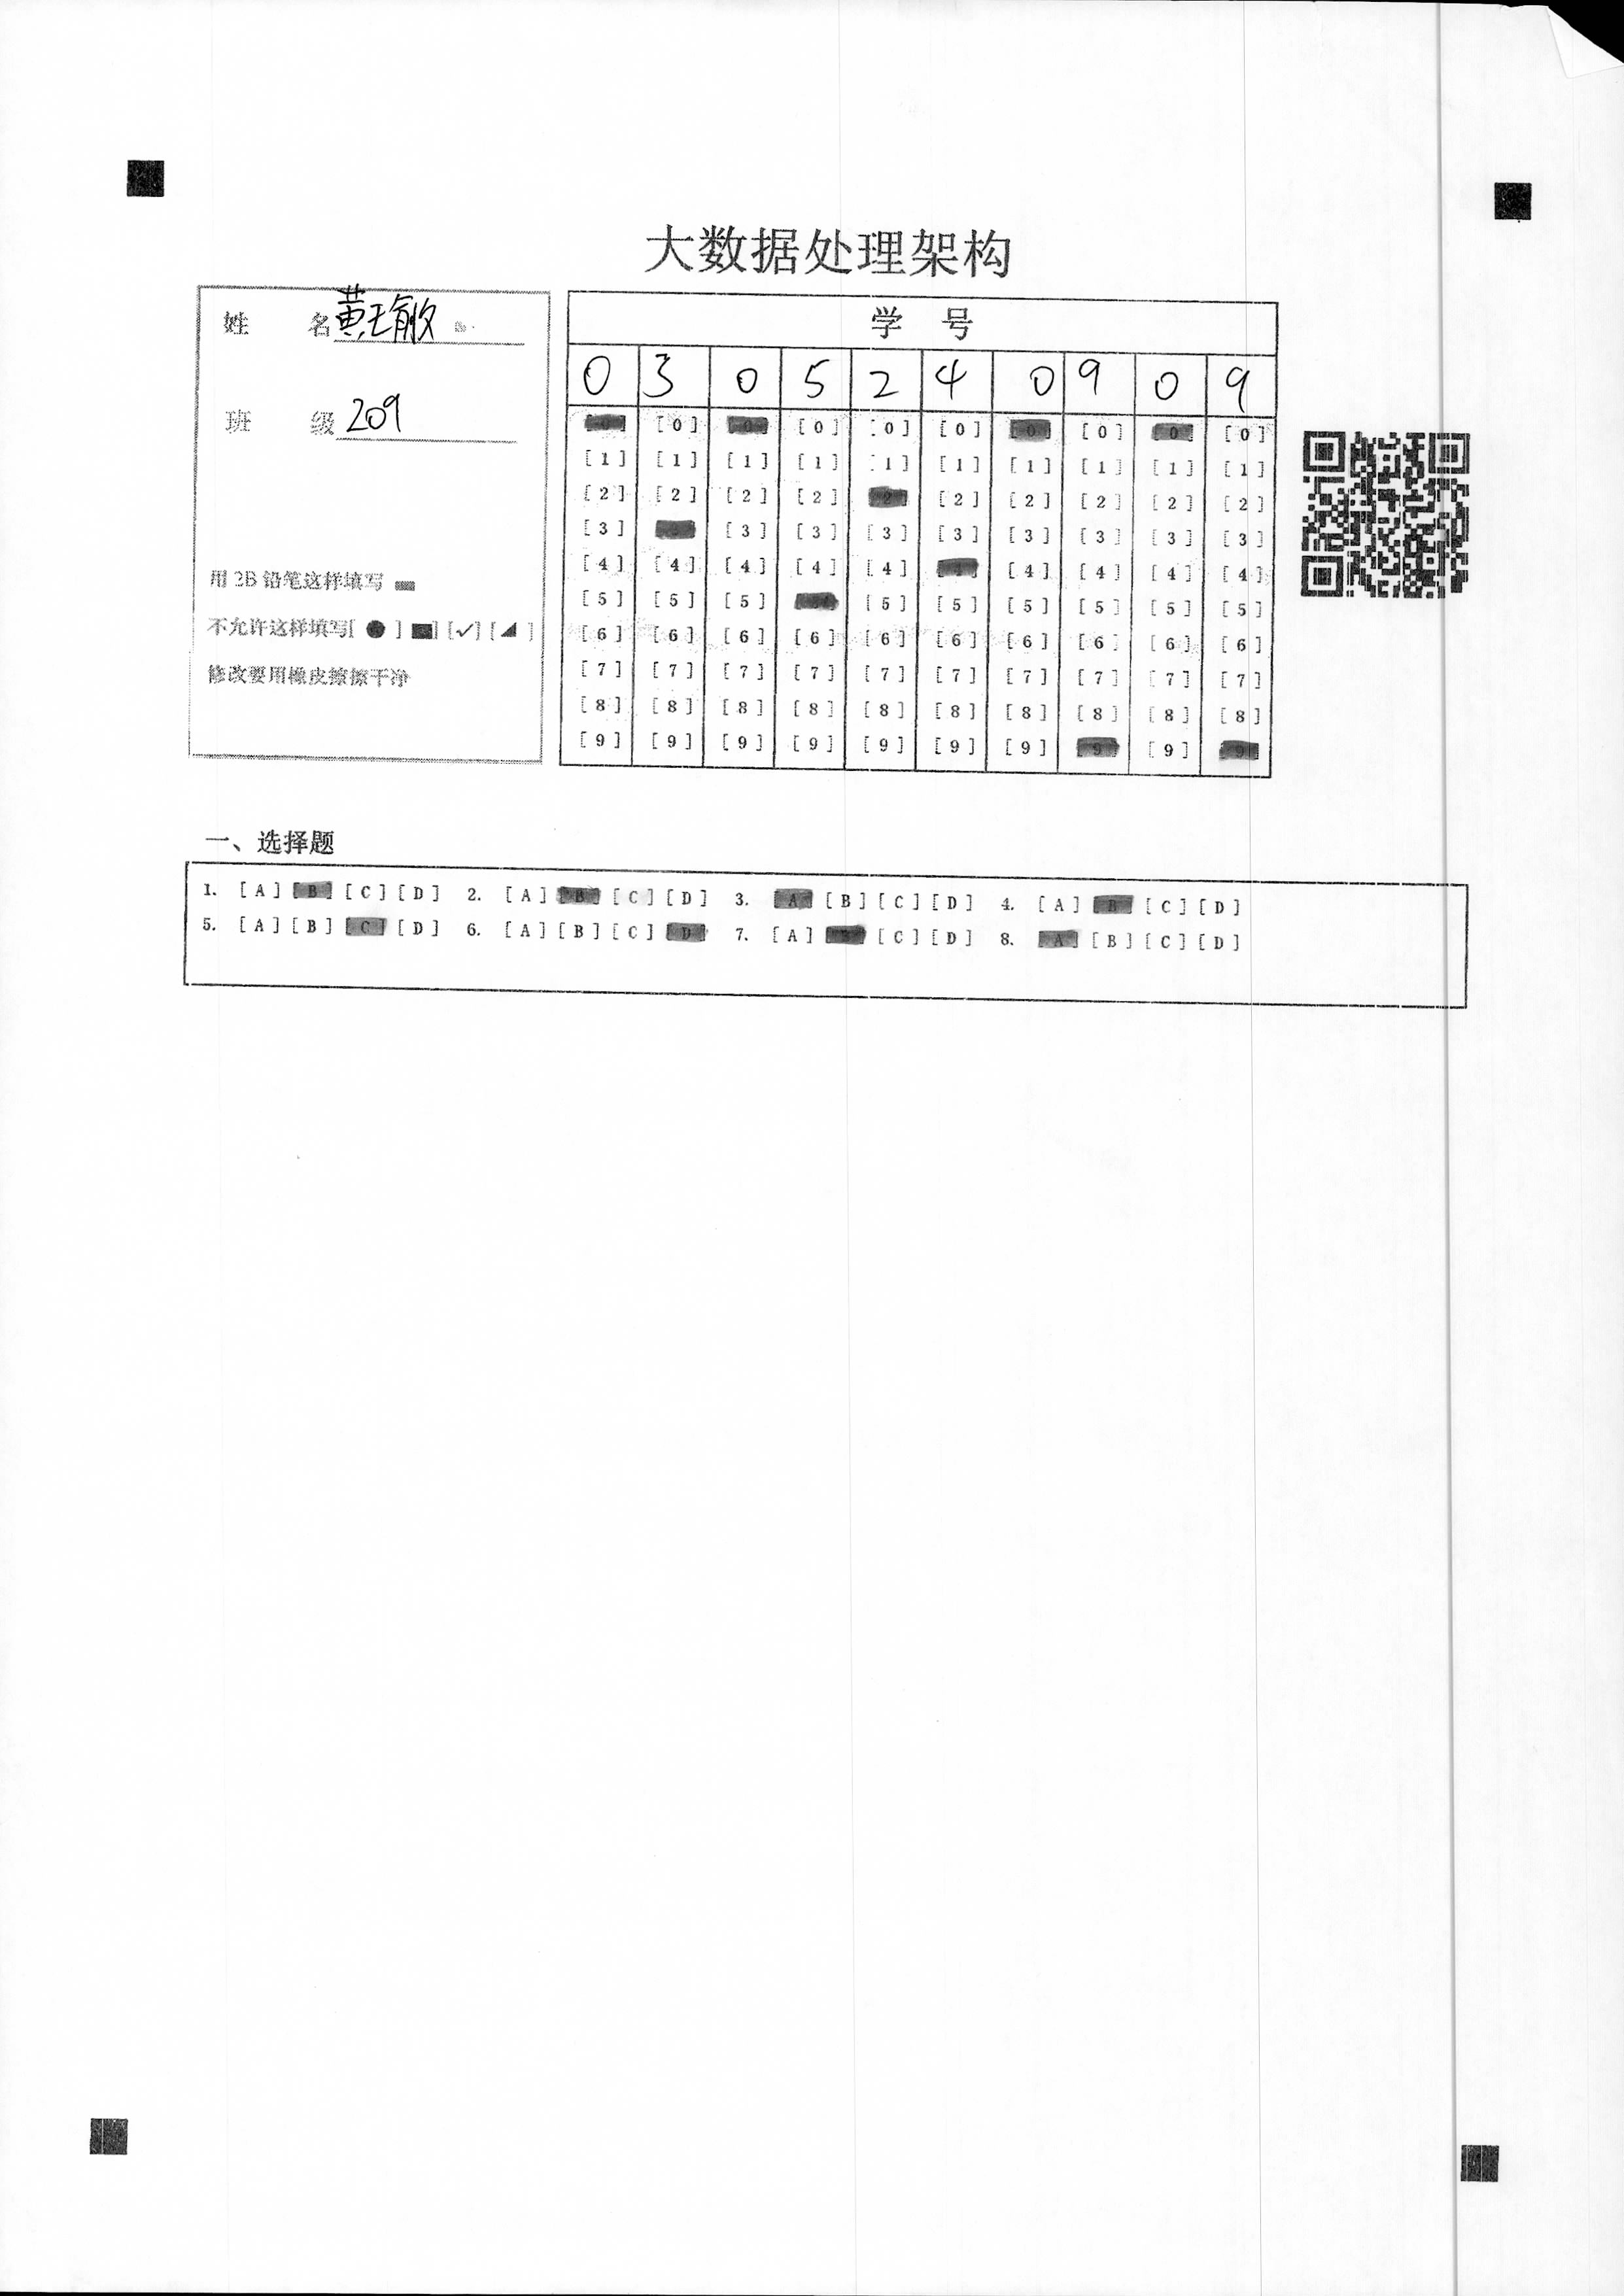 大数据处理架构
姓 名 黄毓敏
班 级 209
用 2B 铅笔这样填写
不允许这样填写[ ● ] ■] [✓] [◢ ]
修改要用橡皮擦擦干净
学 号
0 3 0 5 2 4 0 9 0 9
[0] [0] [0] [0] [0] [0] [0] [0] [0] [0]
[1] [1] [1] [1] [1] [1] [1] [1] [1] [1]
[2] [2] [2] [2] [2] [2] [2] [2] [2] [2]
[3] [3] [3] [3] [3] [3] [3] [3] [3]
[4] [4] [4] [4] [4] [4] [4] [4] [4] [4]
[5] [5] [5] [5] [5] [5] [5] [5] [5]
[6] [6] [6] [6] [6] [6] [6] [6] [6] [6]
[7] [7] [7] [7] [7] [7] [7] [7] [7] [7]
[8] [8] [8] [8] [8] [8] [8] [8] [8] [8]
[9] [9] [9] [9] [9] [9] [9] [9] [9] [9]
一、选择题
1. [A] [B] [C] [D] 2. [A] [B] [C] [D] 3. [A] [B] [C] [D] 4. [A] [B] [C] [D]
5. [A] [B] [C] [D] 6. [A] [B] [C] [D] 7. [A] [B] [C] [D] 8. [A] [B] [C] [D]